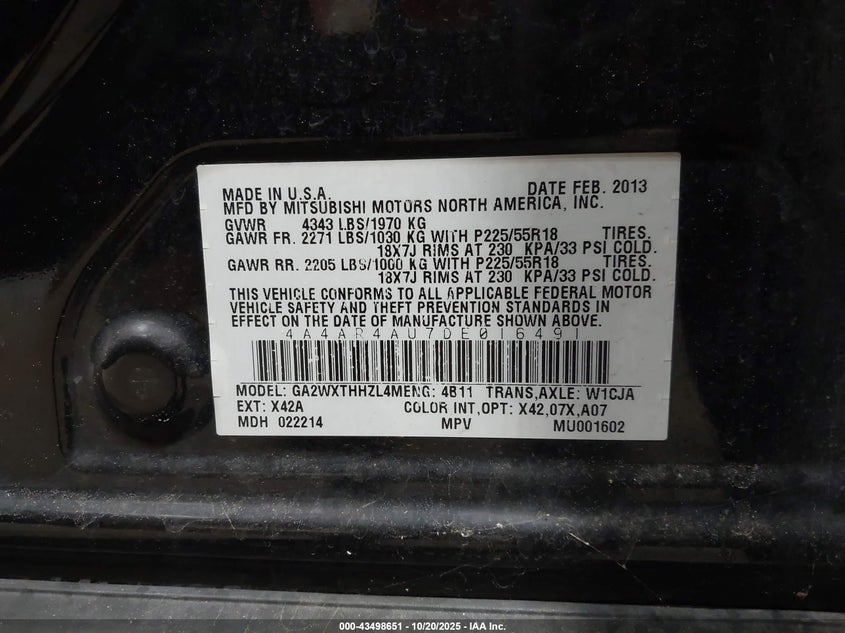 MADE IN U.S.A. DATE FEB. 2013
MFD BY MITSUBISHI MOTORS NORTH AMERICA, INC.
GVWR 4343 LBS/1970 KG
GAWR FR. 2271 LBS/1030 KG WITH P225/55R18 TIRES.
18X7J RIMS AT 230 KPA/33 PSI COLD.
GAWR RR. 2205 LBS/1000 KG WITH P225/55R18 TIRES.
18X7J RIMS AT 230 KPA/33 PSI COLD.
THIS VEHICLE CONFORMS TO ALL APPLICABLE FEDERAL MOTOR
VEHICLE SAFETY AND THEFT PREVENTION STANDARDS IN
EFFECT ON THE DATE OF MANUFACTURE SHOWN ABOVE.
4A4AR4AU7DE016491
MODEL: GA2WXTHHZL4MENG: 4B11 TRANS,AXLE: W1CJA
EXT: X42A COLOR INT,OPT: X42,07X,A07
MDH 022214 MPV MU001602
000-43498651 - 10/20/2025 - IAA Inc.